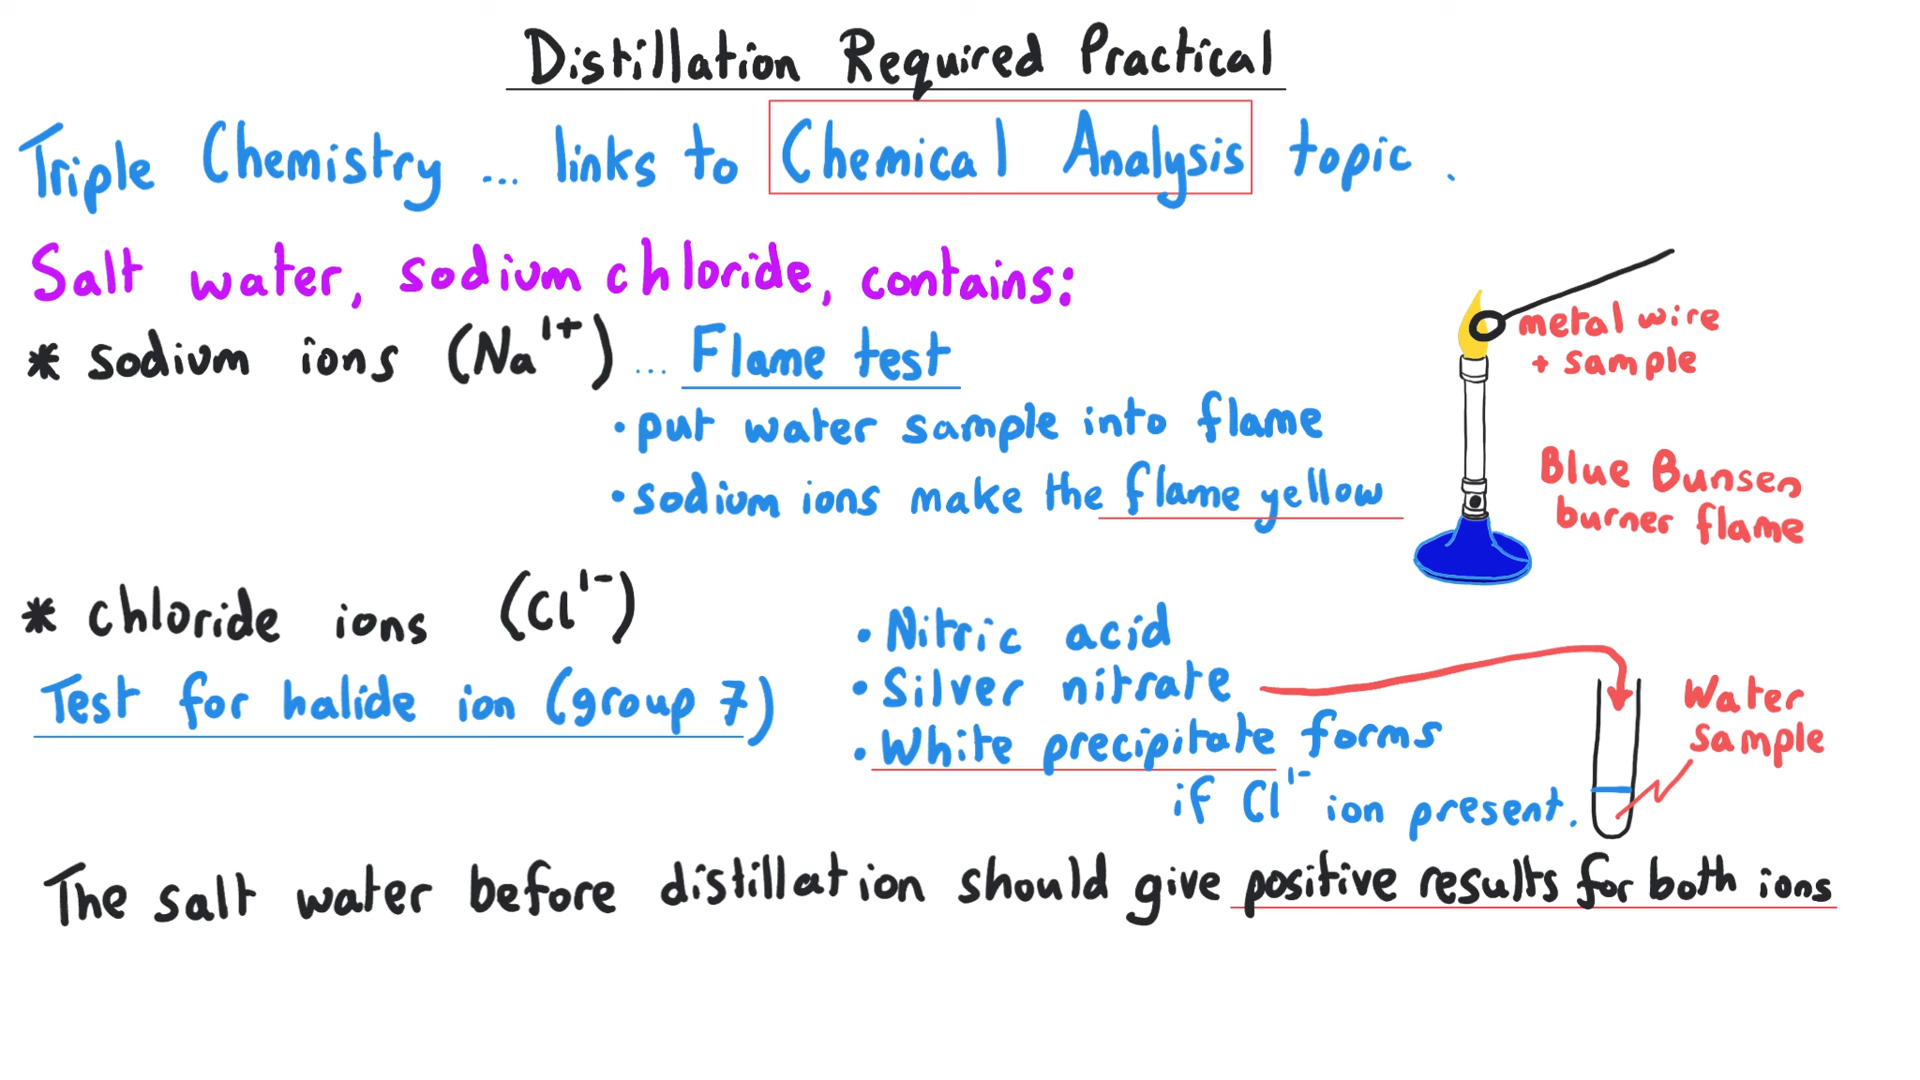 Distillation Required Practical
Triple Chemistry ... links to Chemical Analysis topic.
Salt water, sodium chloride, contains:
* sodium ions (Na¹⁺) ... Flame test
• put water sample into flame
• sodium ions make the flame yellow
metal wire
+ sample
Blue Bunsen
burner flame
* chloride ions (Cl¹⁻)
Test for halide ion (group 7)
• Nitric acid
• Silver nitrate
• White precipitate forms
if Cl¹⁻ ion present.
Water
Sample
The salt water before distillation should give positive results for both ions